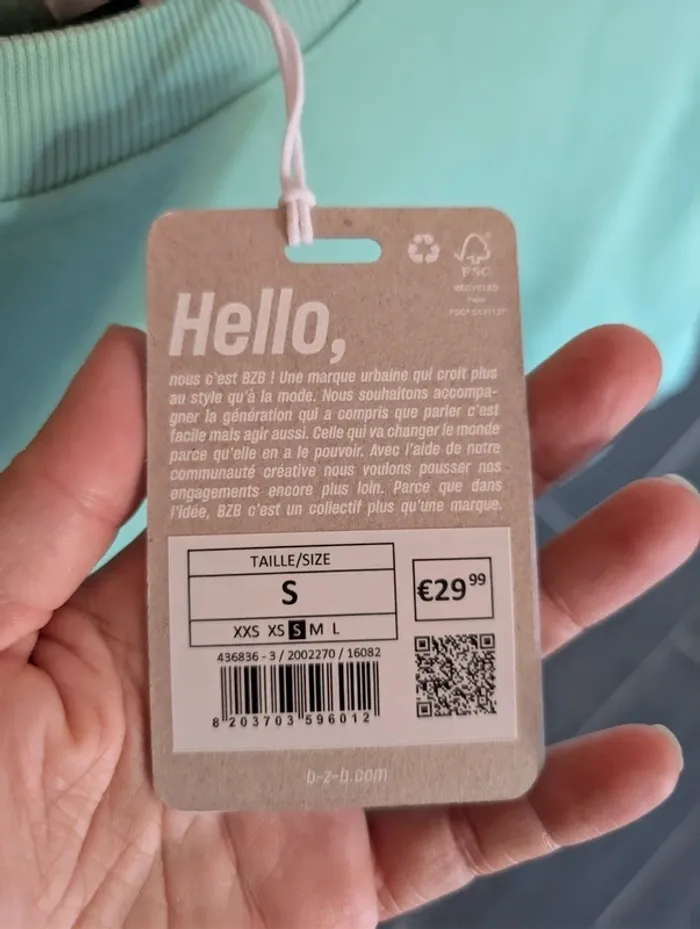 FSC
RECYCLED
Hello,
nous c'est BZB ! Une marque urbaine qui croit plus
au style qu'à la mode. Nous souhaitons accompa-
gner la génération qui a compris que parler c'est
facile mais agir aussi. Celle qui va changer le monde
parce qu'elle en a le pouvoir. Avec l'aide de notre
communauté créative nous voulons pousser nos
engagements encore plus loin. Parce que dans
l'idée, BZB c'est un collectif plus qu'une marque.
TAILLE/SIZE
S
XXS XS S M L
€29 99
436836 - 3 / 2002270 / 16082
8 203703 596012
b-z-b.com